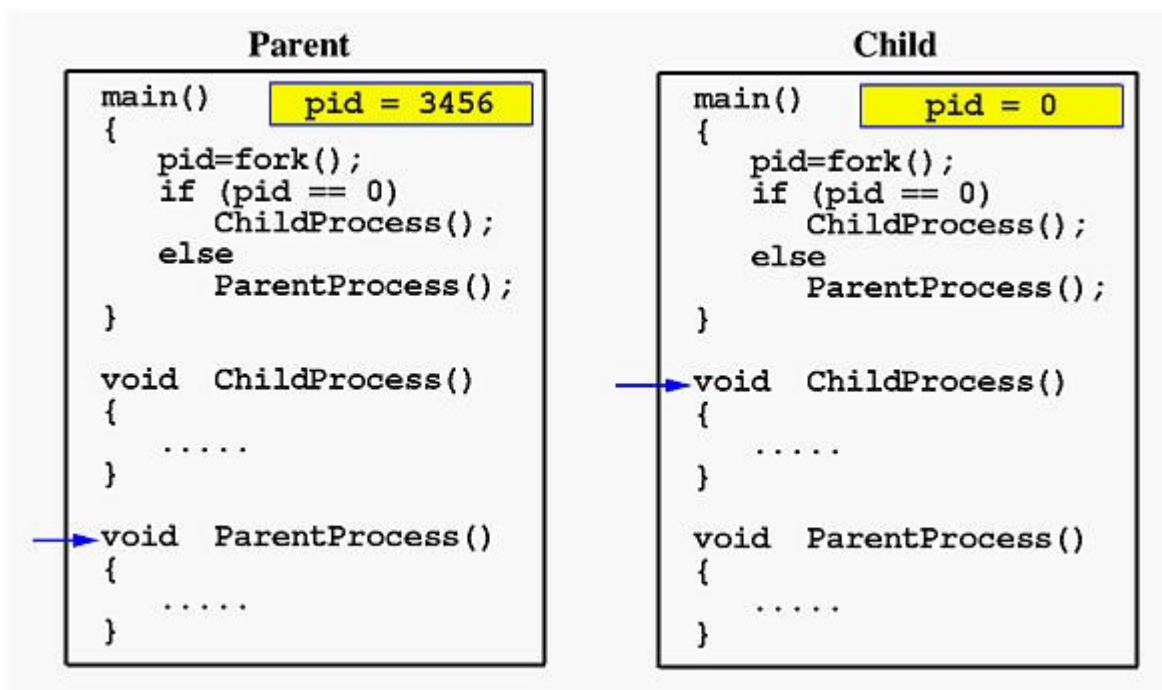 Parent
main()
pid = 3456
{
pid=fork();
if (pid == 0)
ChildProcess();
else
ParentProcess();
}
void ChildProcess()
{
.....
}
void ParentProcess()
{
.....
}
Child
main()
pid = 0
{
pid=fork();
if (pid == 0)
ChildProcess();
else
ParentProcess();
}
void ChildProcess()
{
.....
}
void ParentProcess()
{
.....
}